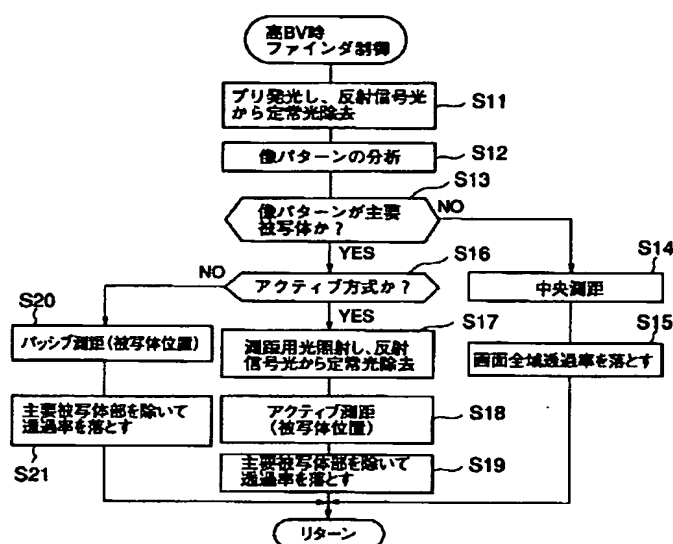 高BV時
ファインダ制御
プリ発光し、反射信号光
から定常光除去
S11
像パターンの分析
S12
S13
像パターンが主要
被写体か？
NO
YES
S14
中央測距
S15
画面全域透過率を落とす
S16
アクティブ方式か？
NO
YES
S20
パッシブ測距（被写体位置）
S17
測距用光照射し、反射
信号光から定常光除去
主要被写体部を除いて
透過率を落とす
S21
アクティブ測距
（被写体位置）
S18
主要被写体部を除いて
透過率を落とす
S19
リターン